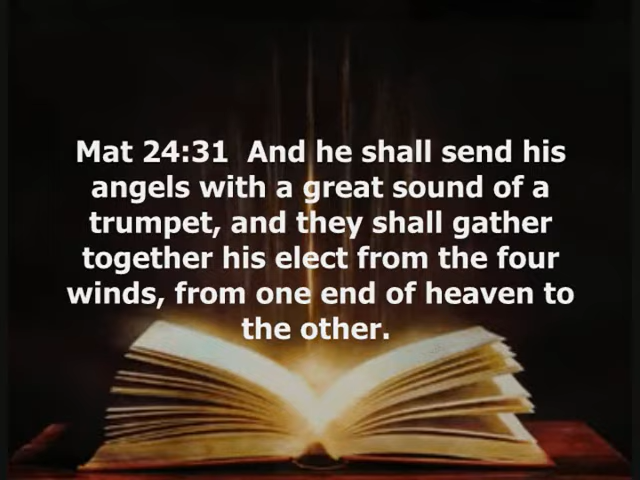 Mat 24:31  And he shall send his
angels with a great sound of a
trumpet, and they shall gather
together his elect from the four
winds, from one end of heaven to
the other.